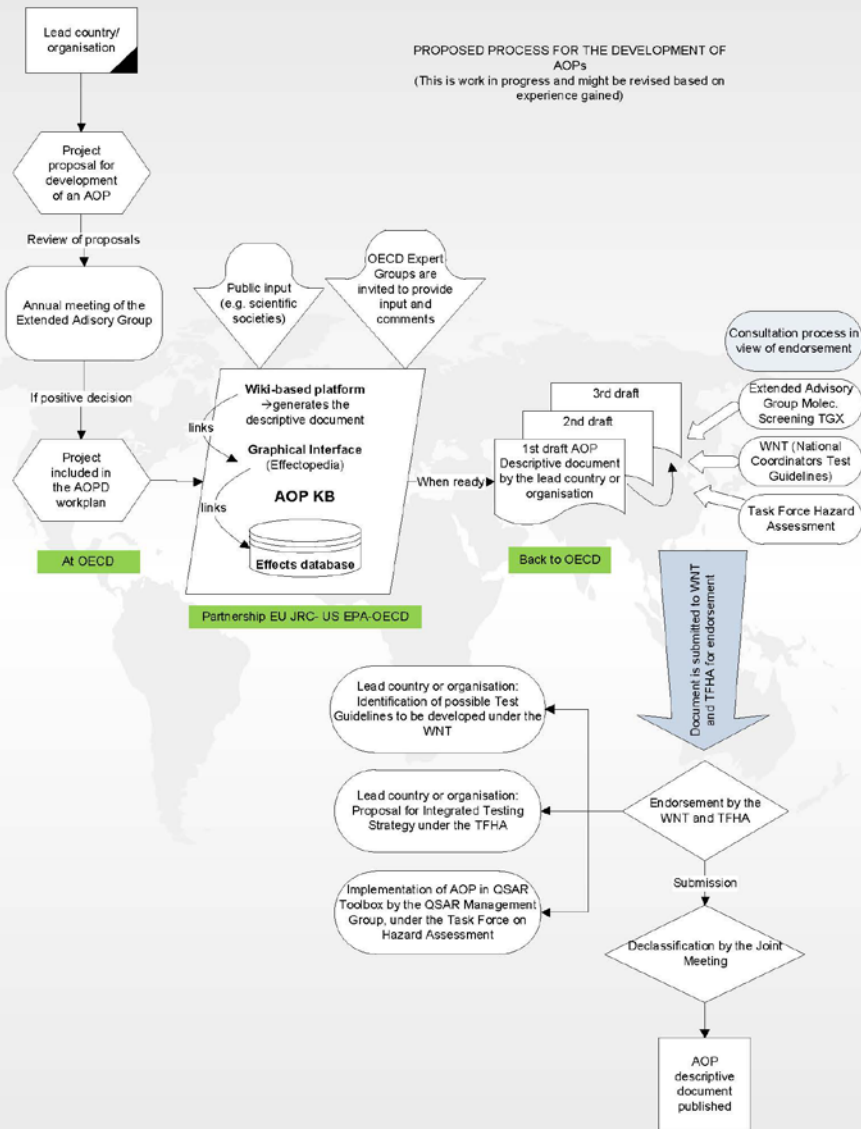 Lead country/
organisation
PROPOSED PROCESS FOR THE DEVELOPMENT OF
AOPs
(This is work in progress and might be revised based on
experience gained)
Project
proposal for
development
of an AOP
Review of proposals
Annual meeting of the
Extended Adisory Group
If positive decision
Project
included in
the AOPD
workplan
At OECD
Public input
(e.g. scientific
societies)
OECD Expert
Groups are
invited to provide
input and
comments
Wiki-based platform
→generates the
descriptive document
links
Graphical Interface
(Effectopedia)
AOP KB
links
Effects database
Partnership EU JRC- US EPA-OECD
When ready
3rd draft
2nd draft
1st draft AOP
Descriptive document
by the lead country or
organisation
Back to OECD
Consultation process in
view of endorsement
Extended Advisory
Group Molec.
Screening TGX
WNT (National
Coordinators Test
Guidelines)
Task Force Hazard
Assessment
Document is submitted to WNT
and TFHA for endorsement
Lead country or organisation:
Identification of possible Test
Guidelines to be developed under the
WNT
Lead country or organisation:
Proposal for Integrated Testing
Strategy under the TFHA
Implementation of AOP in QSAR
Toolbox by the QSAR Management
Group, under the Task Force on
Hazard Assessment
Endorsement by the
WNT and TFHA
Submission
Declassification by the Joint
Meeting
AOP
descriptive
document
published